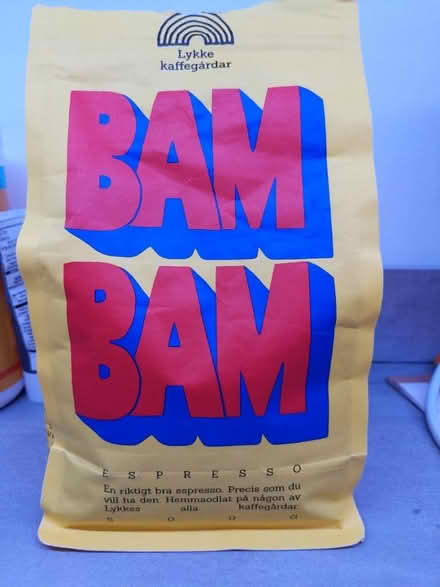 Lykke
kaffegårdar
BAM
BAM
ESPRESSO
En riktigt bra espresso. Precis som du
vill ha den. Hemmaodlat på någon av
Lykkes alla kaffegårdar.